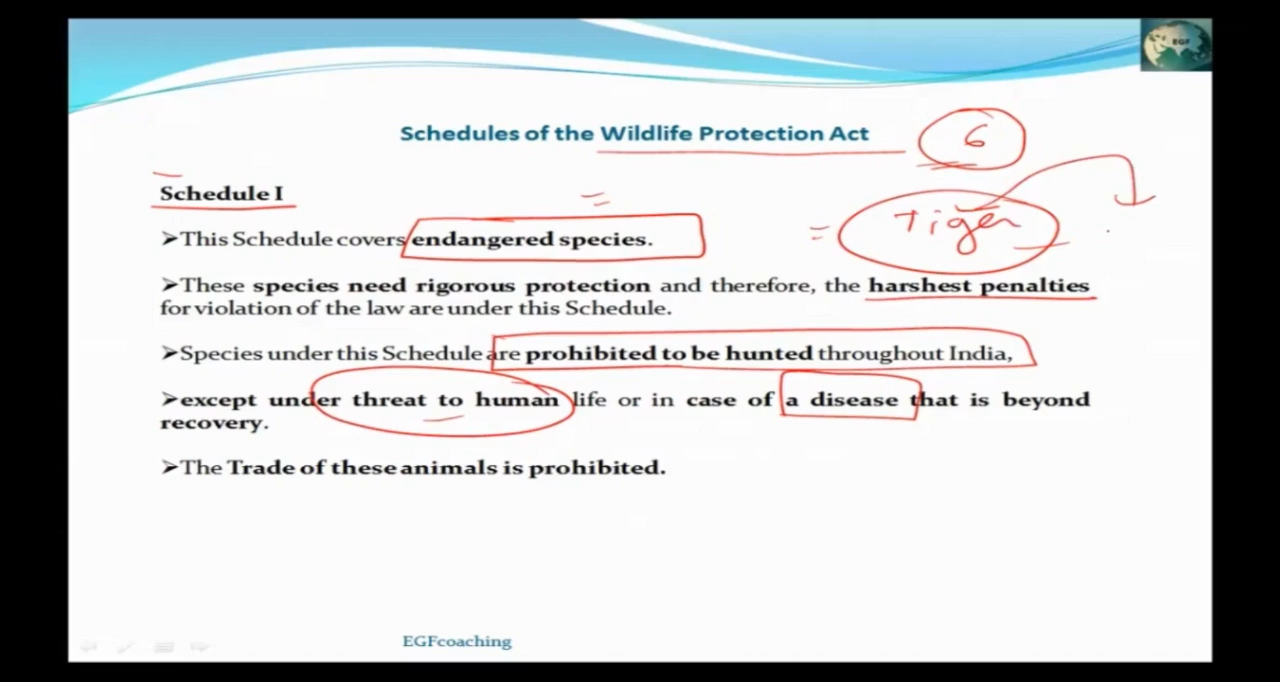 EGF
Schedules of the Wildlife Protection Act
6
Schedule I
Tiger
➤This Schedule covers endangered species.
➤These species need rigorous protection and therefore, the harshest penalties
for violation of the law are under this Schedule.
➤Species under this Schedule are prohibited to be hunted throughout India,
➤except under threat to human life or in case of a disease that is beyond
recovery.
➤The Trade of these animals is prohibited.
EGFcoaching